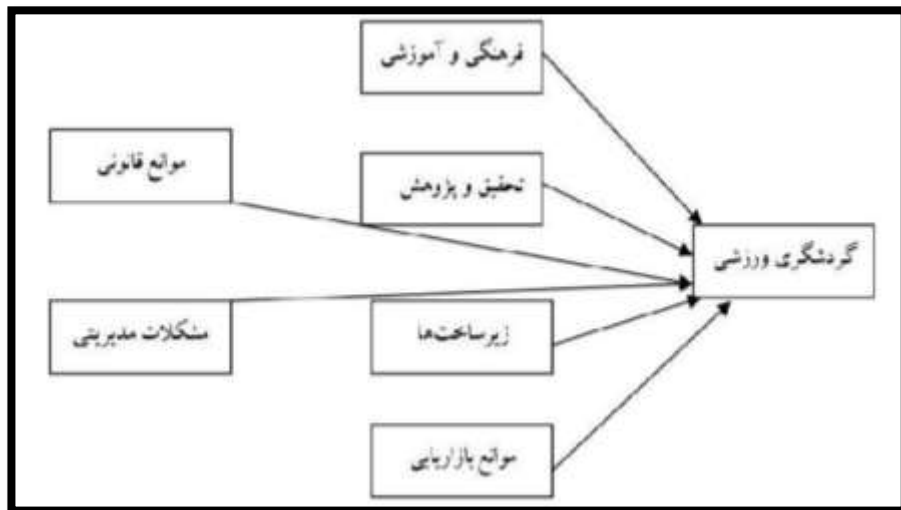 فرهنگی و آموزشی
موانع قانونی
تحقیق و پژوهش
گردشگری ورزشی
مشکلات مدیریتی
زیرساخت‌ها
موانع بازاریابی